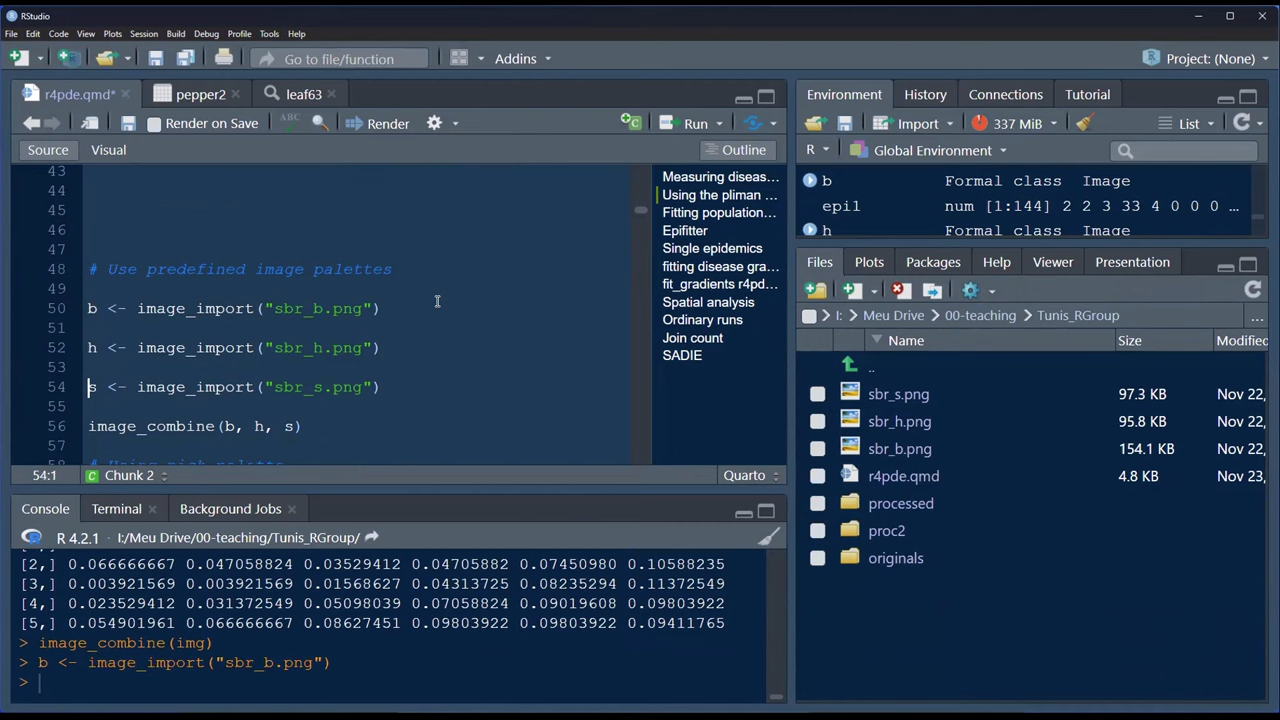 RStudio
File Edit Code View Plots Session Build Debug Profile Tools Help
Go to file/function
Addins
Project: (None)
r4pde.qmd*
pepper2
leaf63
Render on Save
ABC
Render
Run
Source
Visual
Outline
43
44
45
46
47
48 # Use predefined image palettes
49
50 b <- image_import("sbr_b.png")
51
52 h <- image_import("sbr_h.png")
53
54 s <- image_import("sbr_s.png")
55
56 image_combine(b, h, s)
57
Measuring diseas...
Using the pliman ...
Fitting population...
Epifitter
Single epidemics
fitting disease gra...
fit_gradients r4pd...
Spatial analysis
Ordinary runs
Join count
SADIE
54:1
Chunk 2
Quarto
Console
Terminal
Background Jobs
R 4.2.1 · I:/Meu Drive/00-teaching/Tunis_RGroup/
[2,] 0.066666667 0.047058824 0.03529412 0.04705882 0.07450980 0.10588235
[3,] 0.003921569 0.003921569 0.01568627 0.04313725 0.08235294 0.11372549
[4,] 0.023529412 0.031372549 0.05098039 0.07058824 0.09019608 0.09803922
[5,] 0.054901961 0.066666667 0.08627451 0.09803922 0.09803922 0.09411765
> image_combine(img)
> b <- image_import("sbr_b.png")
>
Environment
History
Connections
Tutorial
Import
337 MiB
List
R
Global Environment
b Formal class Image
epil num [1:144] 2 2 3 33 4 0 0 0 ...
h Formal class Image
Files
Plots
Packages
Help
Viewer
Presentation
I: Meu Drive 00-teaching Tunis_RGroup
...
Name Size Modified
..
sbr_s.png 97.3 KB Nov 22,
sbr_h.png 95.8 KB Nov 22,
sbr_b.png 154.1 KB Nov 22,
r4pde.qmd 4.8 KB Nov 23,
processed
proc2
originals